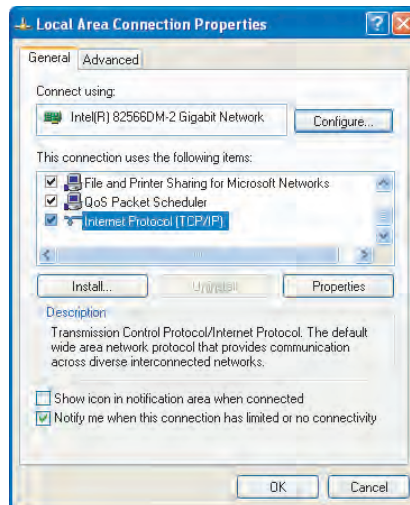 Local Area Connection Properties
General
Advanced
Connect using:
Intel(R) 82566DM-2 Gigabit Network
Configure...
This connection uses the following items:
File and Printer Sharing for Microsoft Networks
QoS Packet Scheduler
Internet Protocol (TCP/IP)
Install...
Uninstall
Properties
Description
Transmission Control Protocol/Internet Protocol. The default
wide area network protocol that provides communication
across diverse interconnected networks.
Show icon in notification area when connected
Notify me when this connection has limited or no connectivity
OK
Cancel